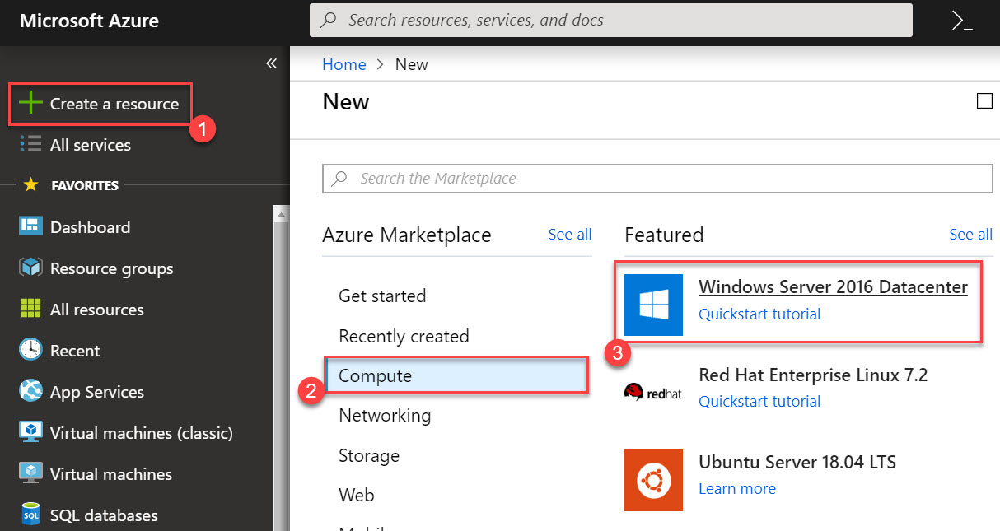 Microsoft Azure
Search resources, services, and docs
>_
«
Create a resource
1
All services
FAVORITES
Dashboard
Resource groups
All resources
Recent
App Services
Virtual machines (classic)
Virtual machines
SQL
SQL databases
Home > New
New
Search the Marketplace
Azure Marketplace
See all
Get started
Recently created
Compute
2
Networking
Storage
Web
Featured
See all
Windows Server 2016 Datacenter
Quickstart tutorial
3
redhat.
Red Hat Enterprise Linux 7.2
Quickstart tutorial
Ubuntu Server 18.04 LTS
Learn more